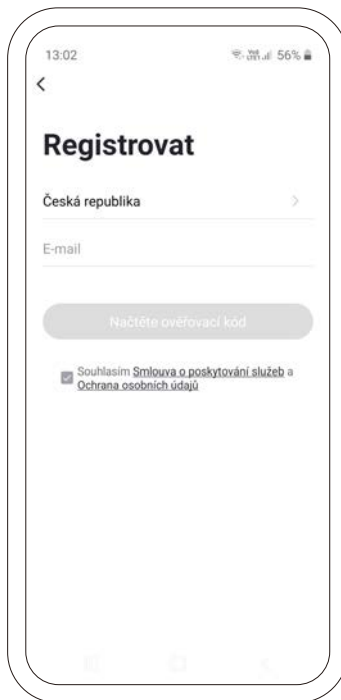 13:02
56%
Registrovat
Česká republika
E-mail
Načtěte ověřovací kód
Souhlasím Smlouva o poskytování služeb a
Ochrana osobních údajů